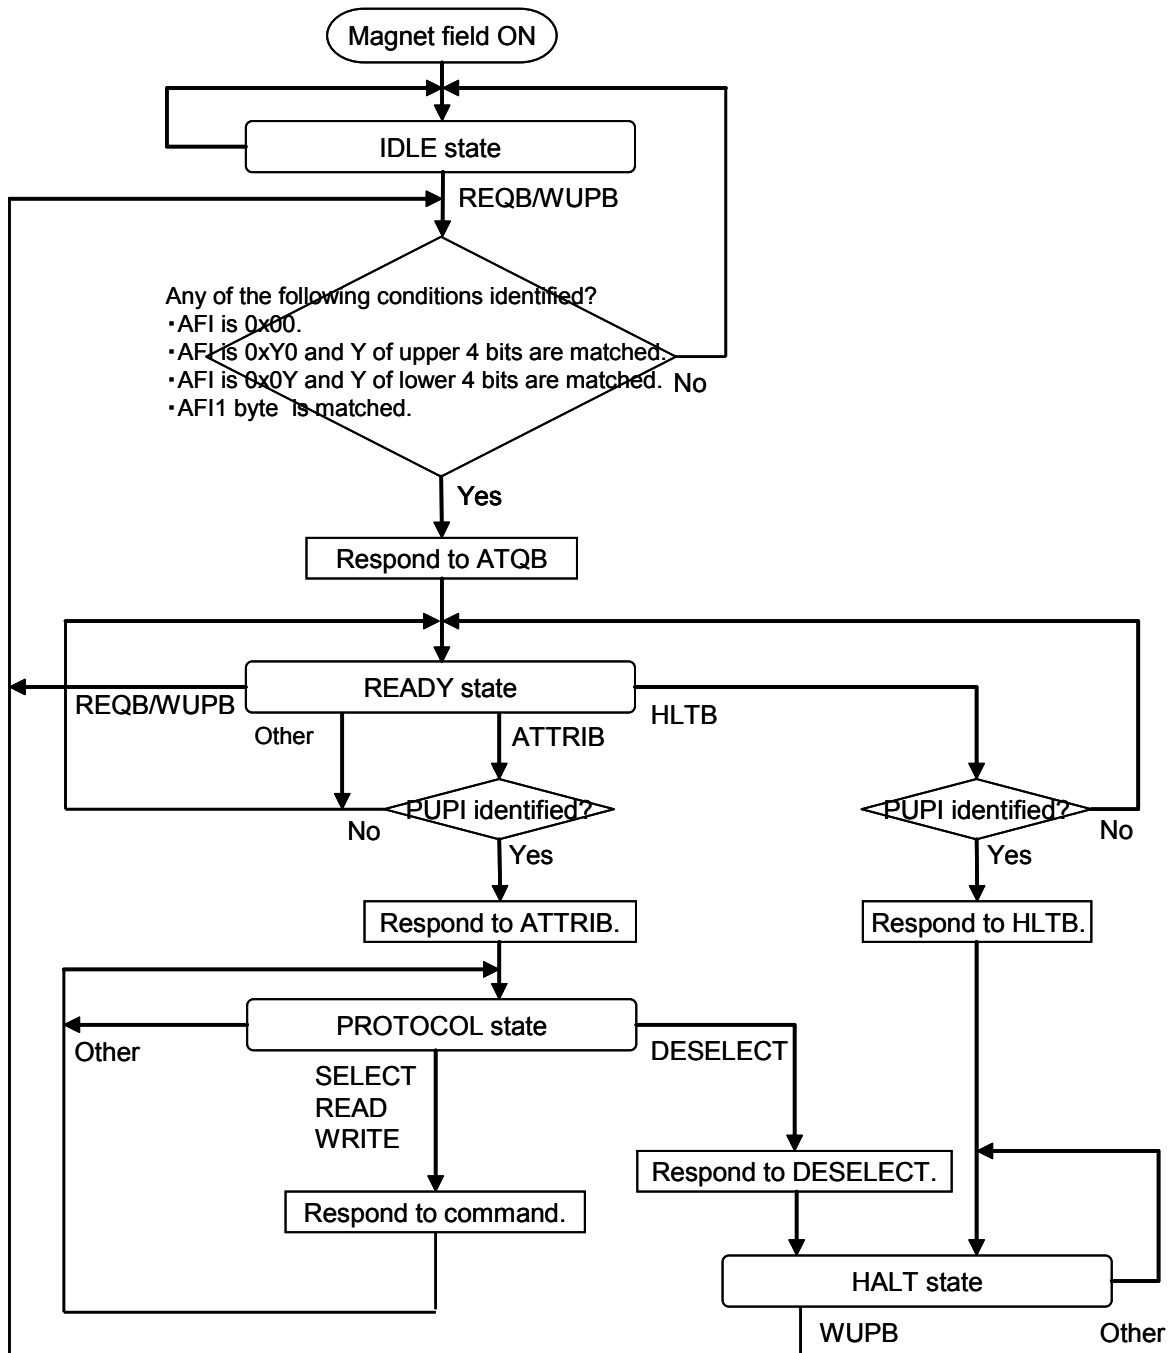 Magnet field ON
IDLE state
REQB/WUPB
Any of the following conditions identified?
・AFI is 0x00.
・AFI is 0xY0 and Y of upper 4 bits are matched.
・AFI is 0x0Y and Y of lower 4 bits are matched.
No
・AFI1 byte is matched.
Yes
Respond to ATQB
READY state
REQB/WUPB
Other
ATTRIB
HLTB
PUPI identified?
No
Yes
PUPI identified?
No
Yes
Respond to ATTRIB.
Respond to HLTB.
PROTOCOL state
Other
DESELECT
SELECT
READ
WRITE
Respond to DESELECT.
Respond to command.
HALT state
WUPB
Other